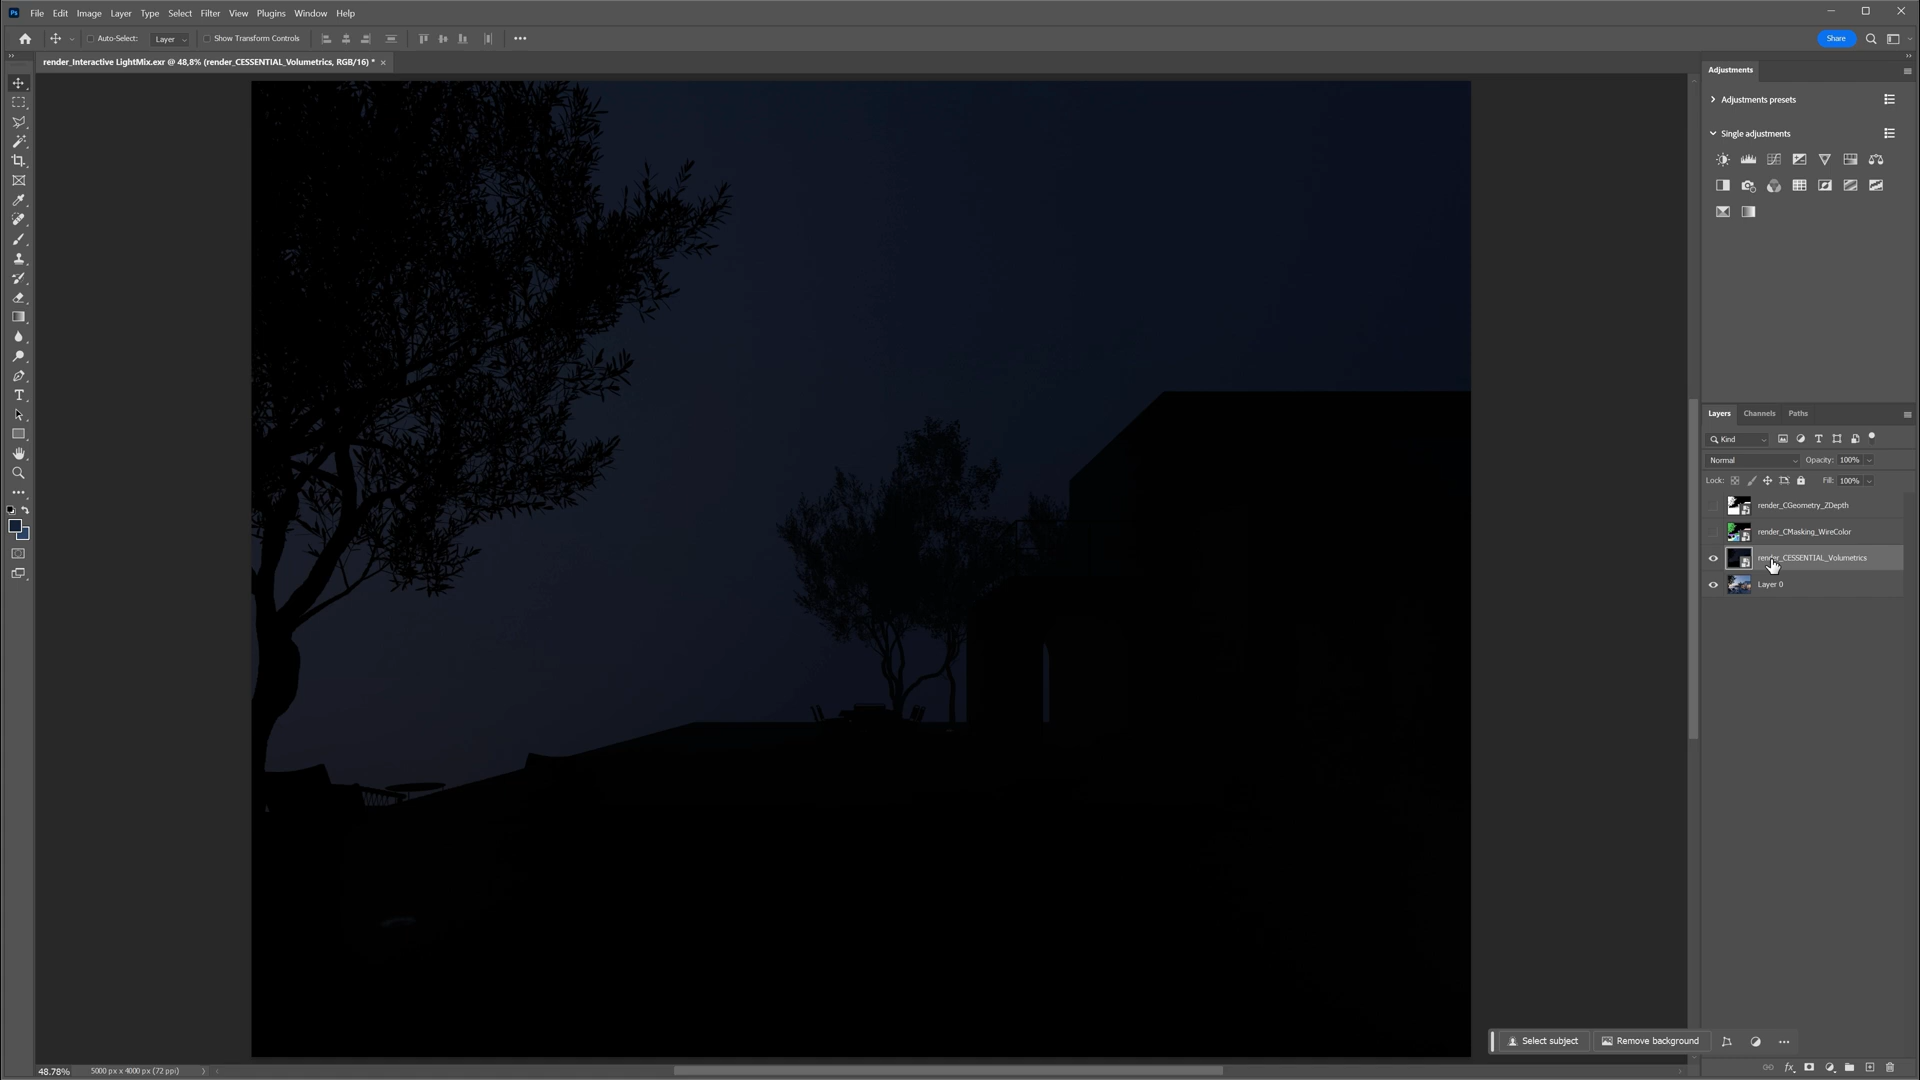 Ps File Edit Image Layer Type Select Filter View Plugins Window Help
Auto-Select: Layer Show Transform Controls Share
render_Interactive LightMix.exr @ 48,8% (render_CESSENTIAL_Volumetrics, RGB/16) *
Adjustments
Adjustments presets
Single adjustments
Layers Channels Paths
Kind
Normal Opacity: 100%
Lock: Fill: 100%
render_CGeometry_ZDepth
render_CMasking_WireColor
render_CESSENTIAL_Volumetrics
Layer 0
Select subject Remove background
48.78% 5000 px x 4000 px (72 ppi)